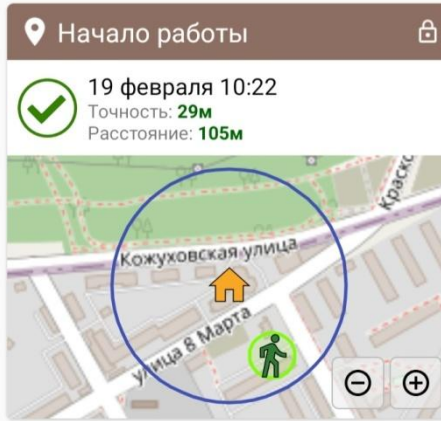 Начало работы
19 февраля 10:22
Точность: 29м
Расстояние: 105м
Кожуховская улица
улица 8 Марта